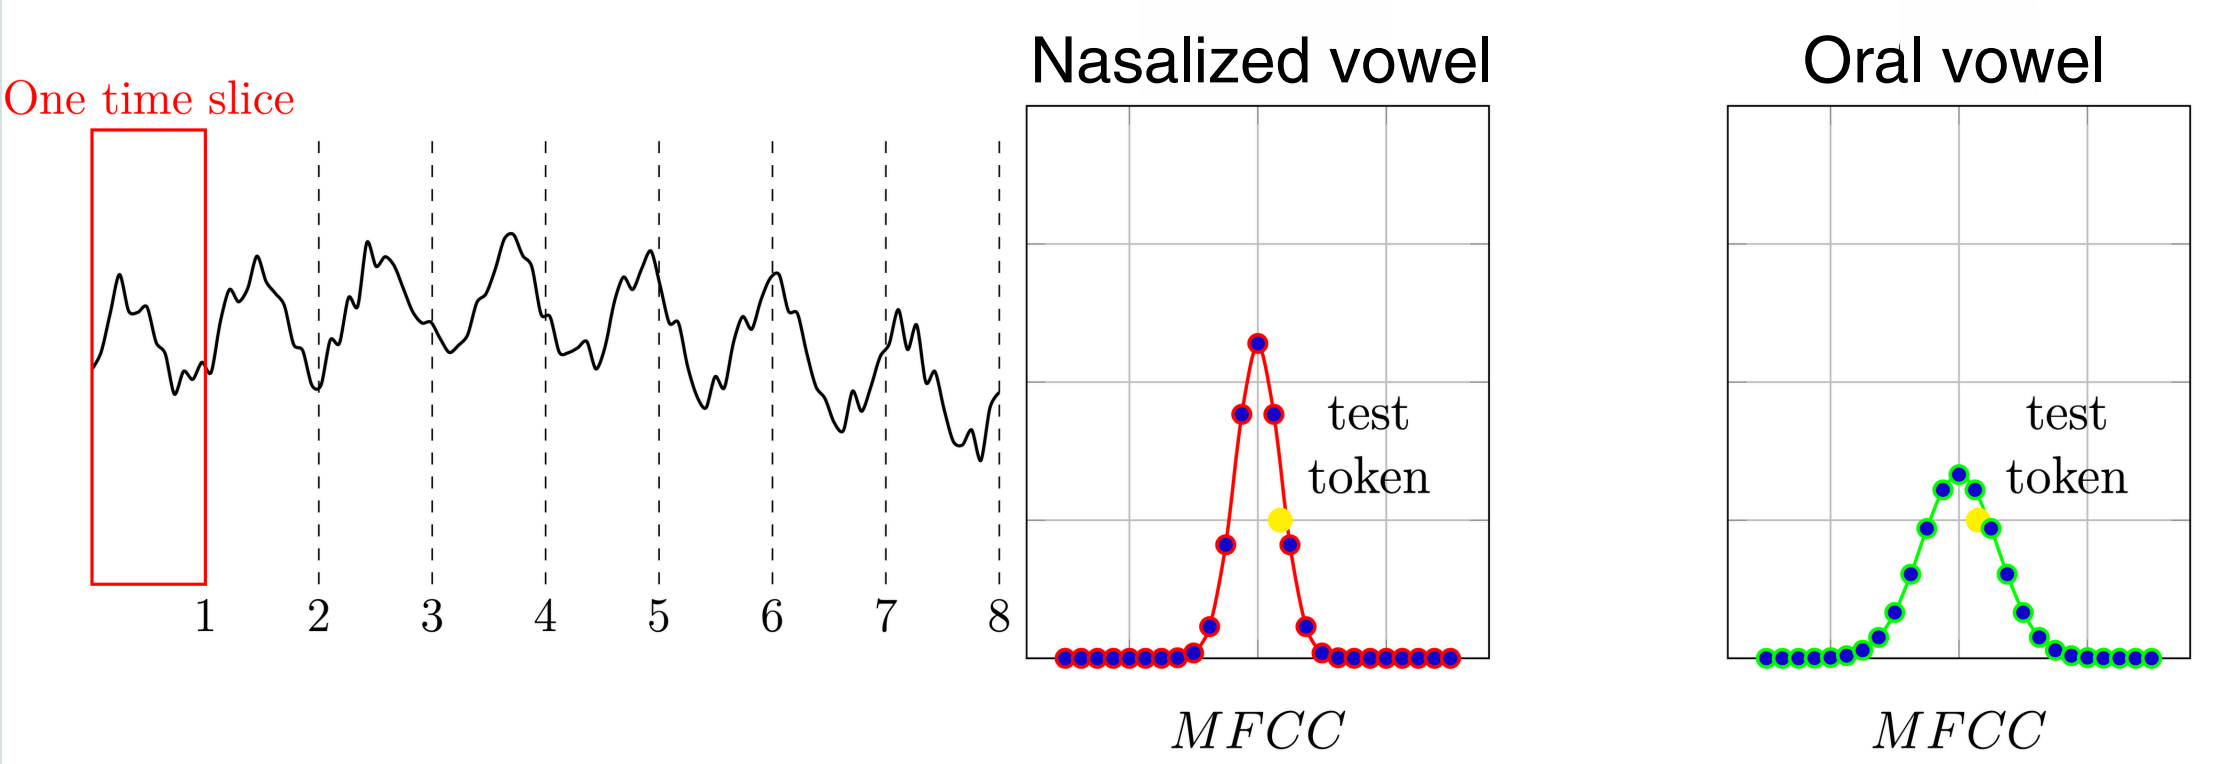 One time slice
1 2 3 4 5 6 7 8
Nasalized vowel
test
token
MFCC
Oral vowel
test
token
MFCC